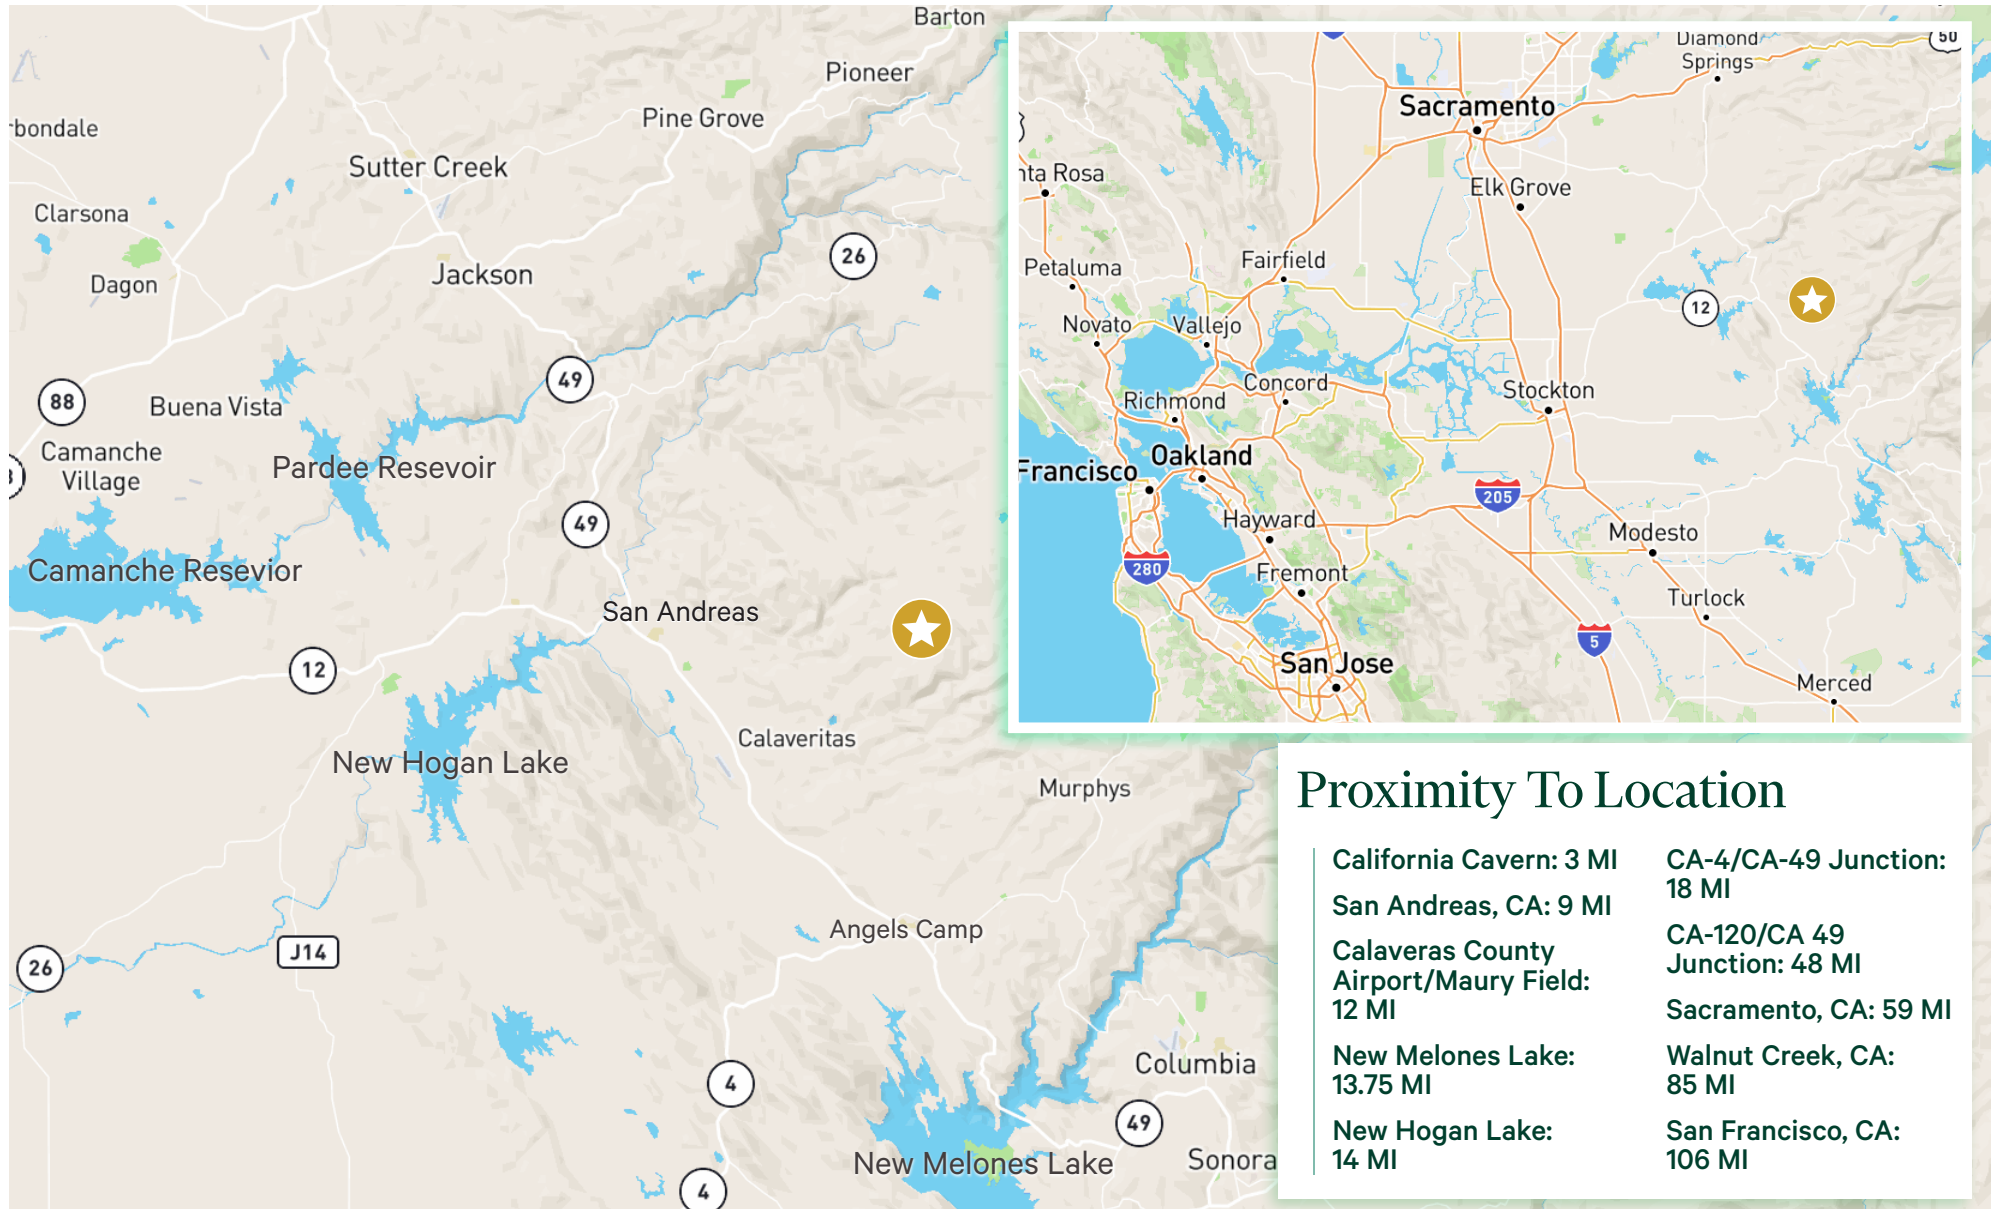 Barton
Pioneer
Pine Grove
rbondale
Sutter Creek
Clarsona
26
Dagon
Jackson
49
88
Buena Vista
Camanche
Village
Pardee Resevoir
49
Camanche Resevior
San Andreas
12
New Hogan Lake
Calaveritas
Murphys
Angels Camp
J14
26
4
Columbia
49
New Melones Lake
Sonora
4
Diamond
Springs
50
Sacramento
nta Rosa
Elk Grove
Petaluma
Fairfield
12
Novato
Vallejo
Concord
Richmond
Stockton
Oakland
Francisco
205
Hayward
Modesto
280
Fremont
Turlock
5
San Jose
Merced
Proximity To Location
California Cavern: 3 MI
San Andreas, CA: 9 MI
Calaveras County
Airport/Maury Field:
12 MI
New Melones Lake:
13.75 MI
New Hogan Lake:
14 MI
CA-4/CA-49 Junction:
18 MI
CA-120/CA 49
Junction: 48 MI
Sacramento, CA: 59 MI
Walnut Creek, CA:
85 MI
San Francisco, CA:
106 MI